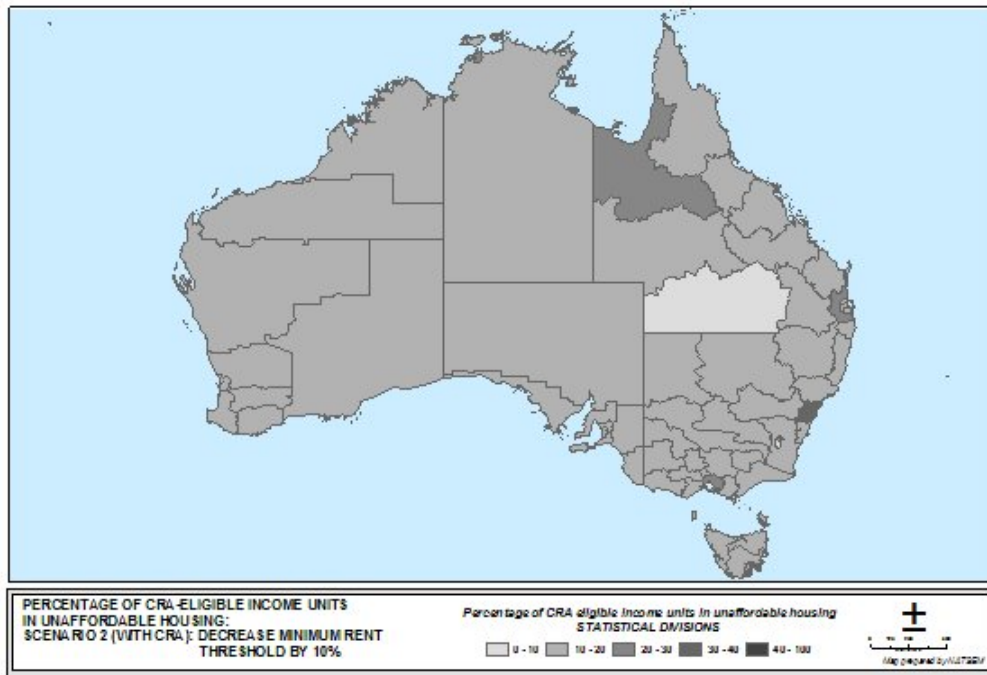 PERCENTAGE OF CRA-ELIGIBLE INCOME UNITS
IN UNAFFORDABLE HOUSING:
SCENARIO 2 (WITH CRA): DECREASE MINIMUM RENT
THRESHOLD BY 10%
Percentage of CRA eligible income units in unaffordable housing
STATISTICAL DIVISIONS
0 - 10 10 - 20 20 - 30 30 - 40 40 - 100
Map prepared by NATSEM